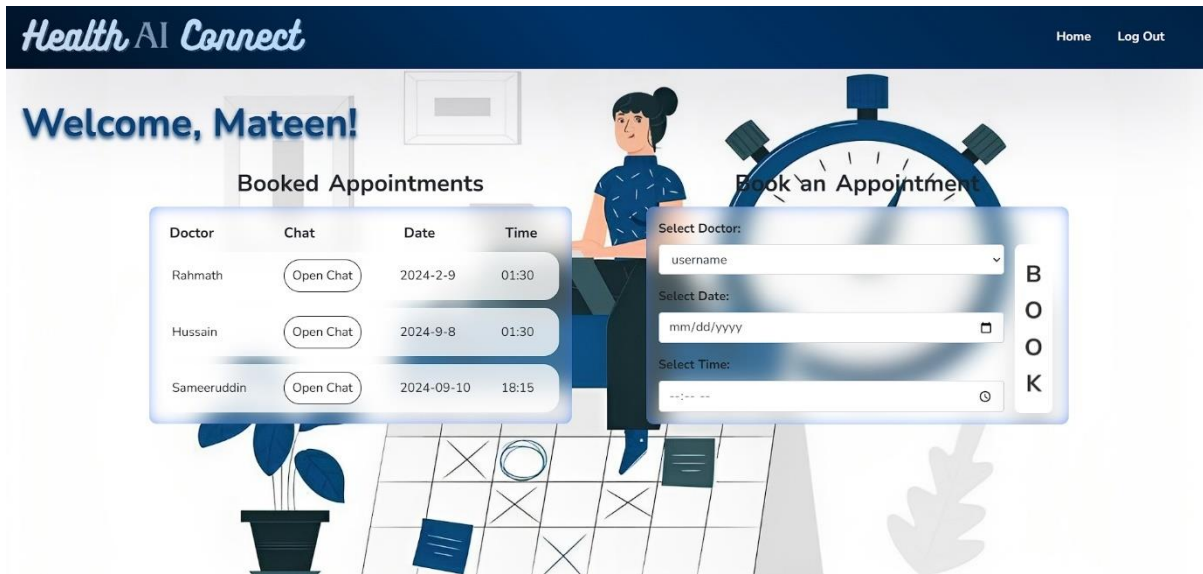 Health AI Connect
Home Log Out
Welcome, Mateen!
Booked Appointments
Doctor Chat Date Time
Rahmath Open Chat 2024-2-9 01:30
Hussain Open Chat 2024-9-8 01:30
Sameeruddin Open Chat 2024-09-10 18:15
Book an Appointment
Select Doctor:
username
Select Date:
mm/dd/yyyy
Select Time:
--:-- --
B
O
O
K